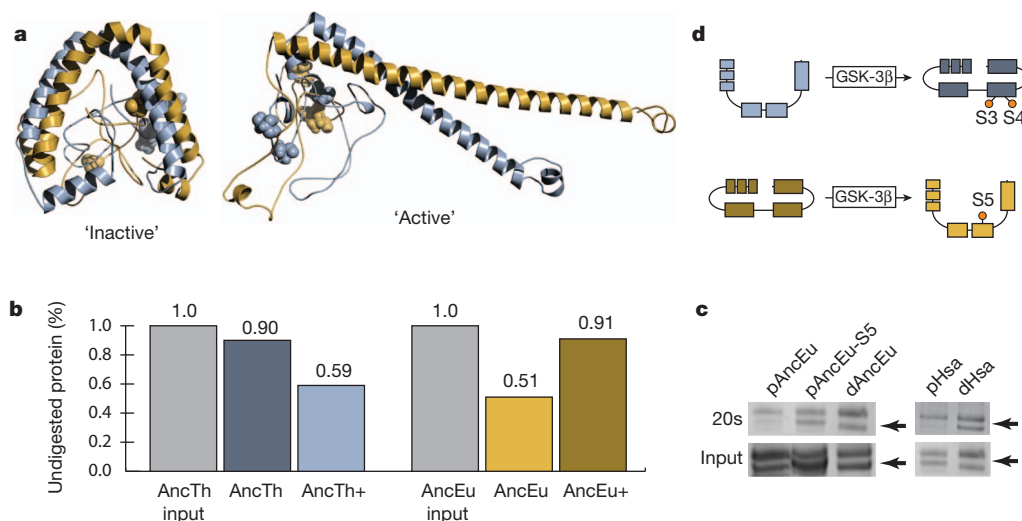 a
'Inactive'
'Active'
d
GSK-3β
S3 S4
GSK-3β
S5
b
Undigested protein (%)
1.0
0.8
0.6
0.4
0.2
0.0
1.0
0.90
0.59
1.0
0.51
0.91
AncTh input
AncTh
AncTh+
AncEu input
AncEu
AncEu+
c
pAncEu
pAncEu-S5
dAncEu
pHsa
dHsa
20s
Input